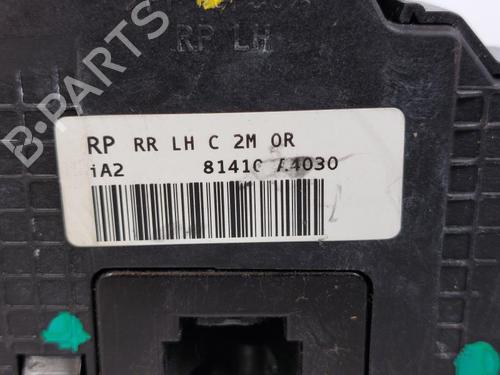 RP LH
RP RR LH C 2M OR
iA2 81410 A4030
B-PARTS